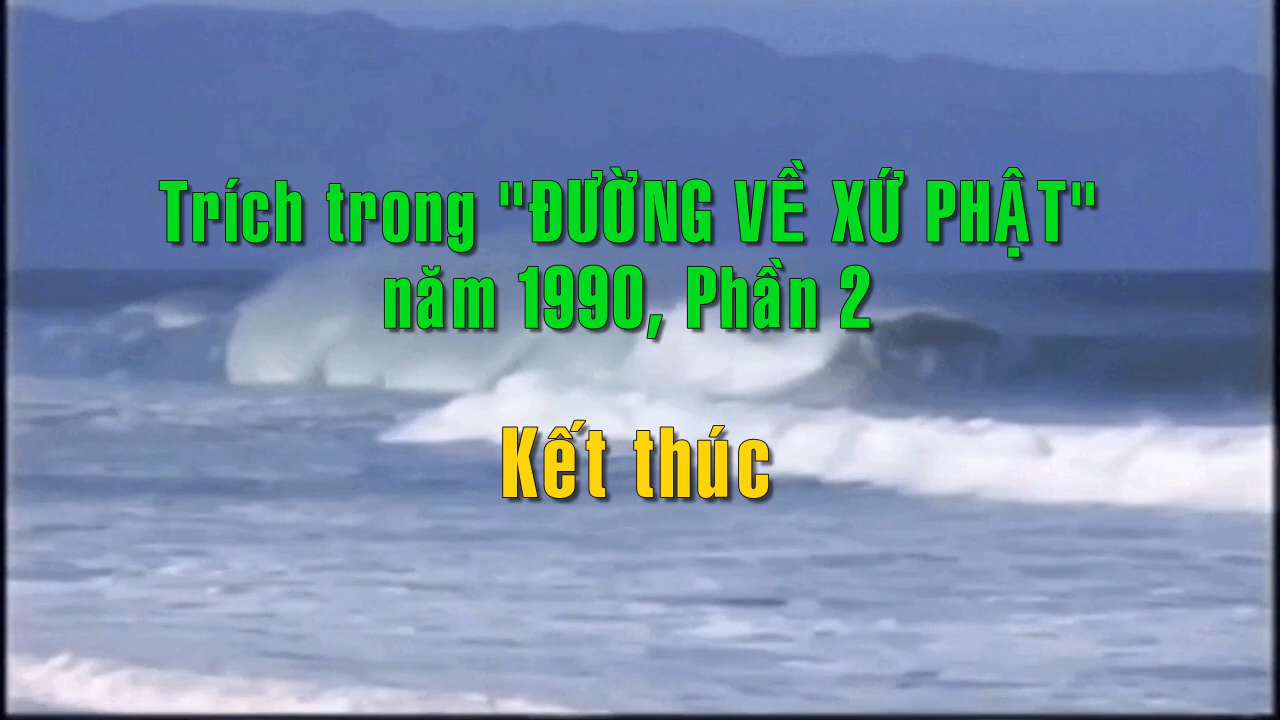 Trích trong "ĐƯỜNG VỀ XỨ PHẬT"
năm 1990, Phần 2
Kết thúc